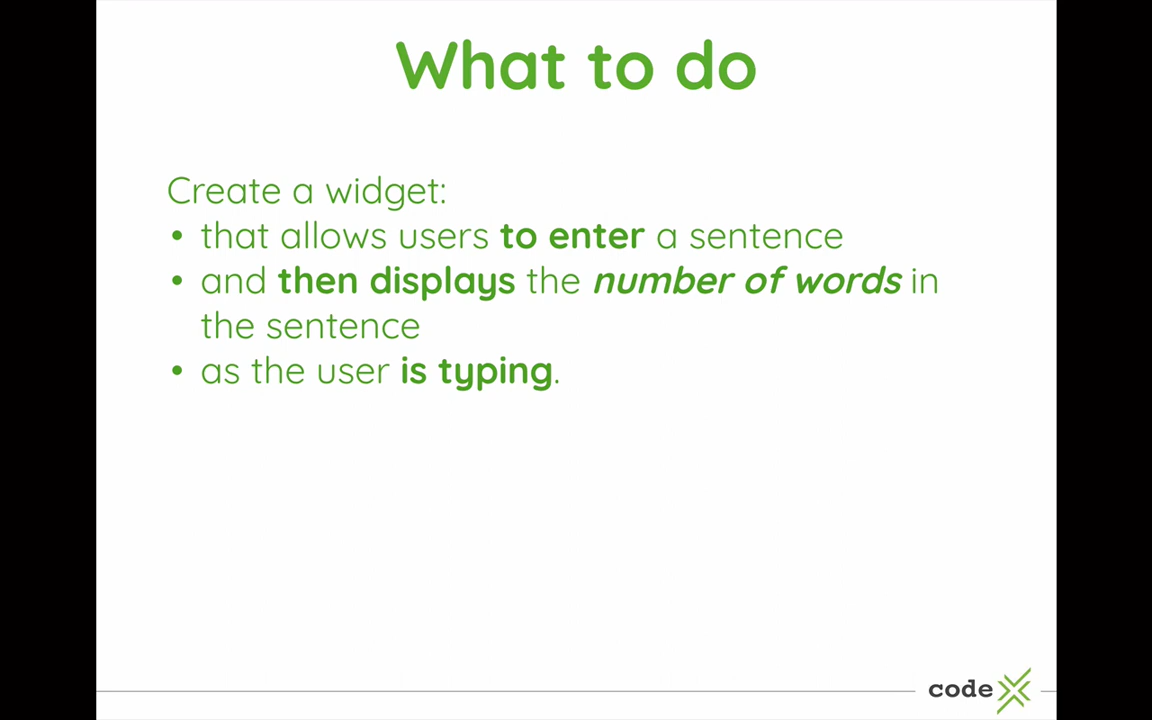 What to do
Create a widget:
• that allows users to enter a sentence
• and then displays the number of words in
the sentence
• as the user is typing.
code